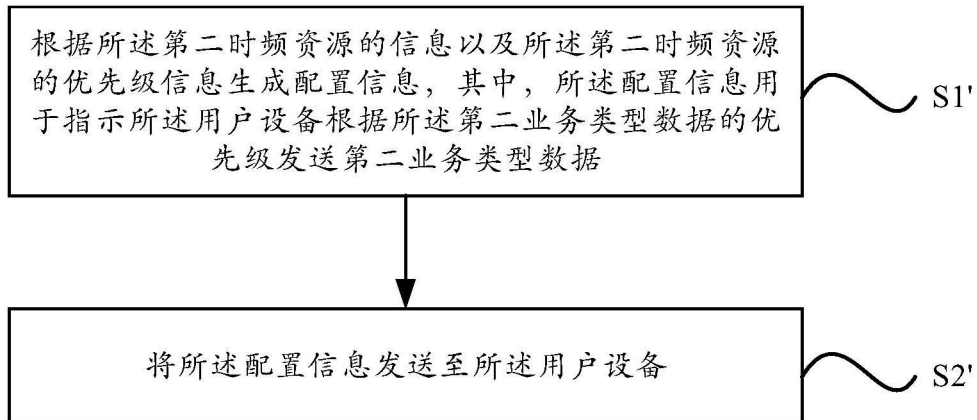 根据所述第二时频资源的信息以及所述第二时频资源
的优先级信息生成配置信息，其中，所述配置信息用
于指示所述用户设备根据所述第二业务类型数据的优
先级发送第二业务类型数据
S1'
将所述配置信息发送至所述用户设备
S2'